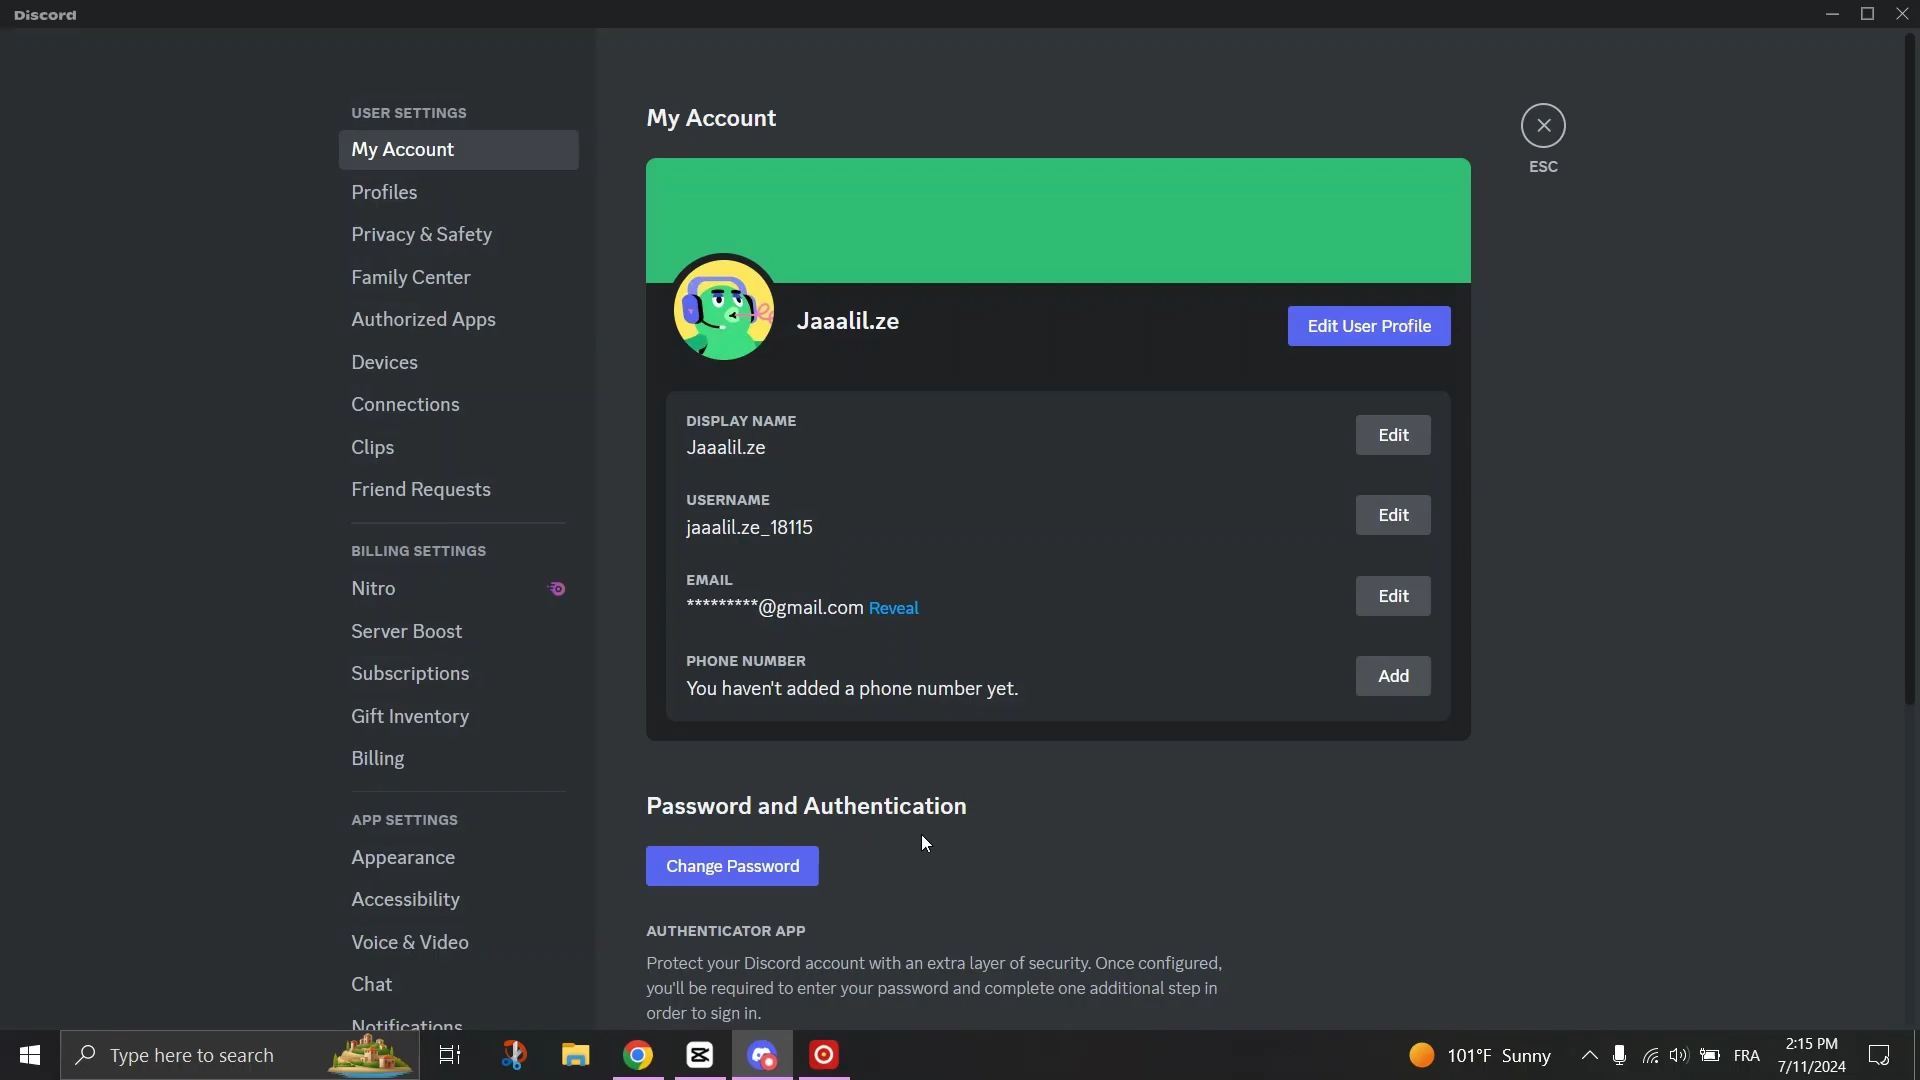 Discord
USER SETTINGS
My Account
Profiles
Privacy & Safety
Family Center
Authorized Apps
Devices
Connections
Clips
Friend Requests
BILLING SETTINGS
Nitro
Server Boost
Subscriptions
Gift Inventory
Billing
APP SETTINGS
Appearance
Accessibility
Voice & Video
Chat
Notifications
My Account
ESC
Jaaalil.ze
Edit User Profile
DISPLAY NAME
Jaaalil.ze
Edit
USERNAME
jaaalil.ze_18115
Edit
EMAIL
*********@gmail.com Reveal
Edit
PHONE NUMBER
You haven't added a phone number yet.
Add
Password and Authentication
Change Password
AUTHENTICATOR APP
Protect your Discord account with an extra layer of security. Once configured,
you'll be required to enter your password and complete one additional step in
order to sign in.
Type here to search
101°F Sunny
FRA
2:15 PM
7/11/2024